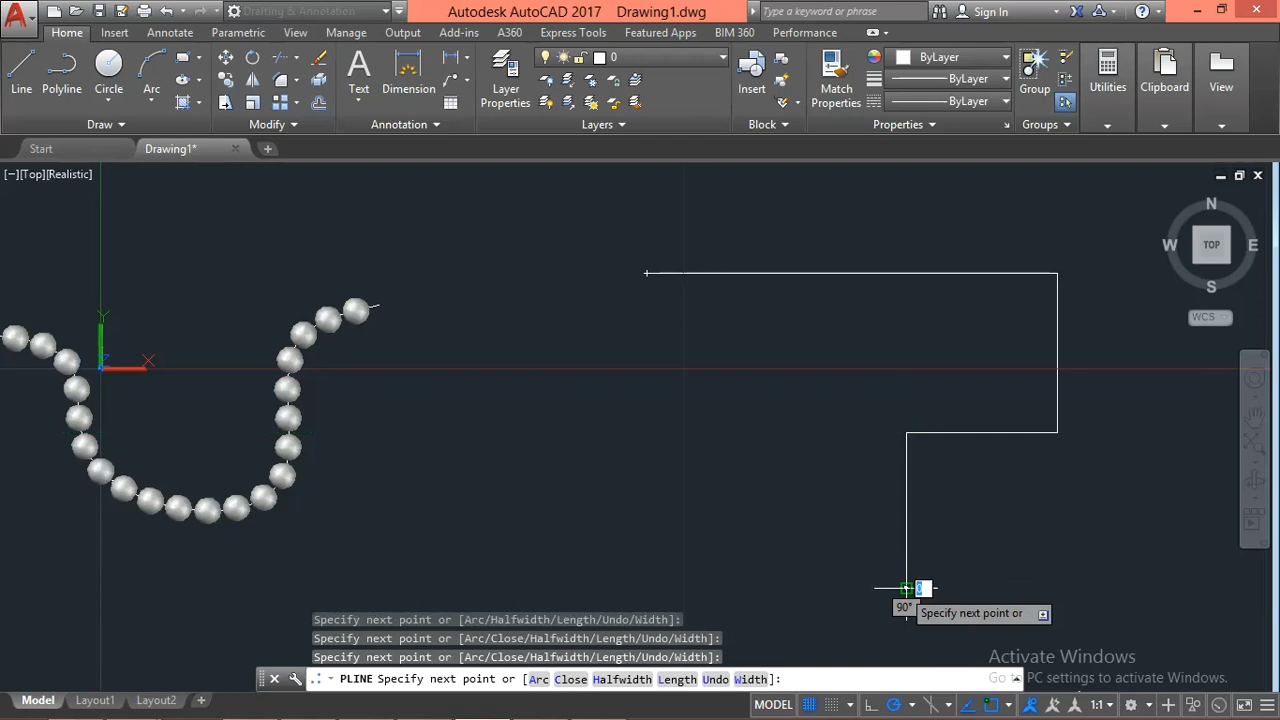 Drafting & Annotation
Autodesk AutoCAD 2017 Drawing1.dwg
Type a keyword or phrase
Sign In
Home Insert Annotate Parametric View Manage Output Add-ins A360 Express Tools Featured Apps BIM 360 Performance
Line
Polyline
Circle
Arc
Text
Dimension
Layer
Properties
0
Insert
Match
Properties
ByLayer
ByLayer
ByLayer
Group
Utilities
Clipboard
View
Draw
Modify
Annotation
Layers
Block
Properties
Groups
Start
Drawing1*
[−][Top][Realistic]
N
W
TOP
E
S
WCS
Y
X
Z
0
90°
Specify next point or
Specify next point or [Arc/Halfwidth/Length/Undo/Width]:
Specify next point or [Arc/Close/Halfwidth/Length/Undo/Width]:
Specify next point or [Arc/Close/Halfwidth/Length/Undo/Width]:
Activate Windows
Go to PC settings to activate Windows.
PLINE Specify next point or [Arc Close Halfwidth Length Undo Width]:
Model Layout1 Layout2
MODEL
1:1